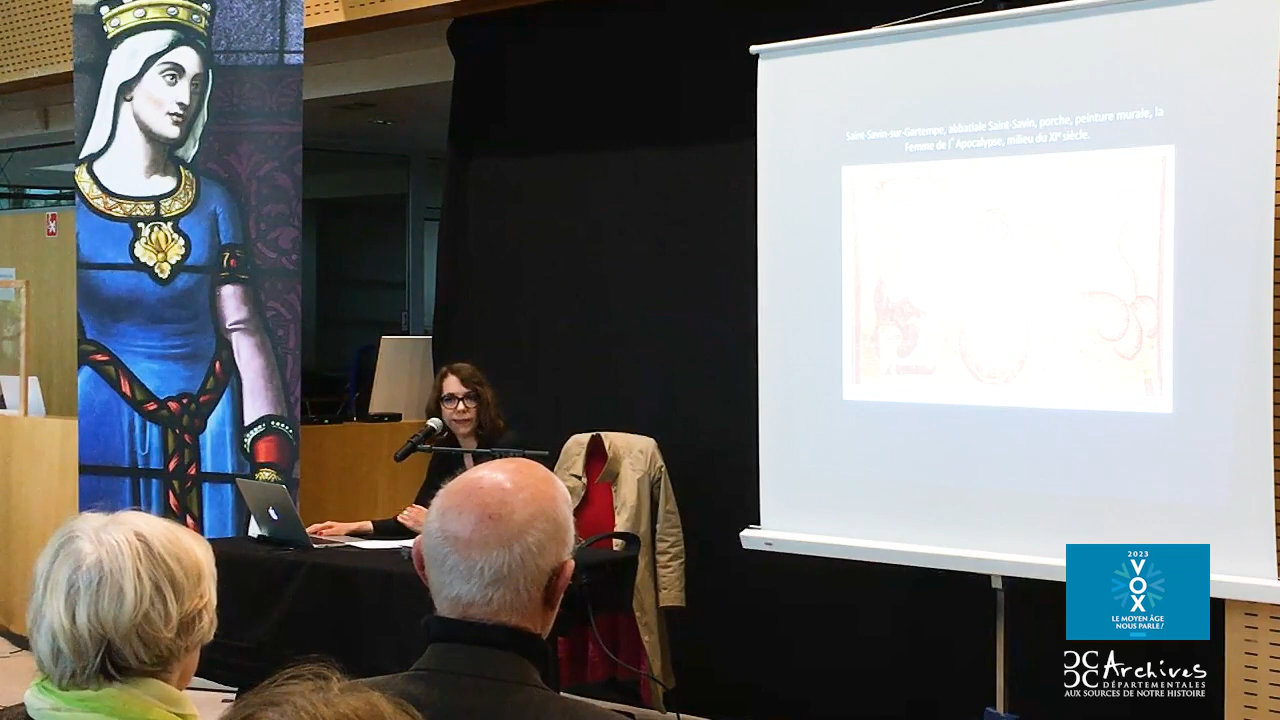 Saint-Savin-sur-Gartempe, abbatiale Saint-Savin, porche, peinture murale, la
Femme de l'Apocalypse, milieu du XIe siècle.
2023
VOX
LE MOYEN ÂGE
NOUS PARLE !
Archives
DÉPARTEMENTALES
AUX SOURCES DE NOTRE HISTOIRE